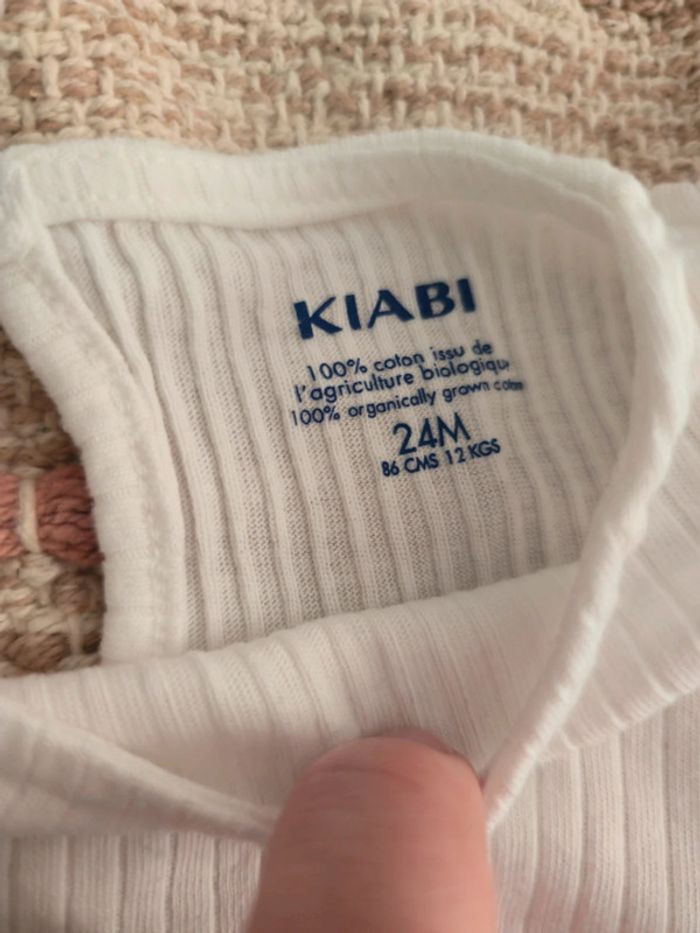 KIABI
100% coton issu de
l'agriculture biologique
100% organically grown coton
24M
86 CMS 12 KGS